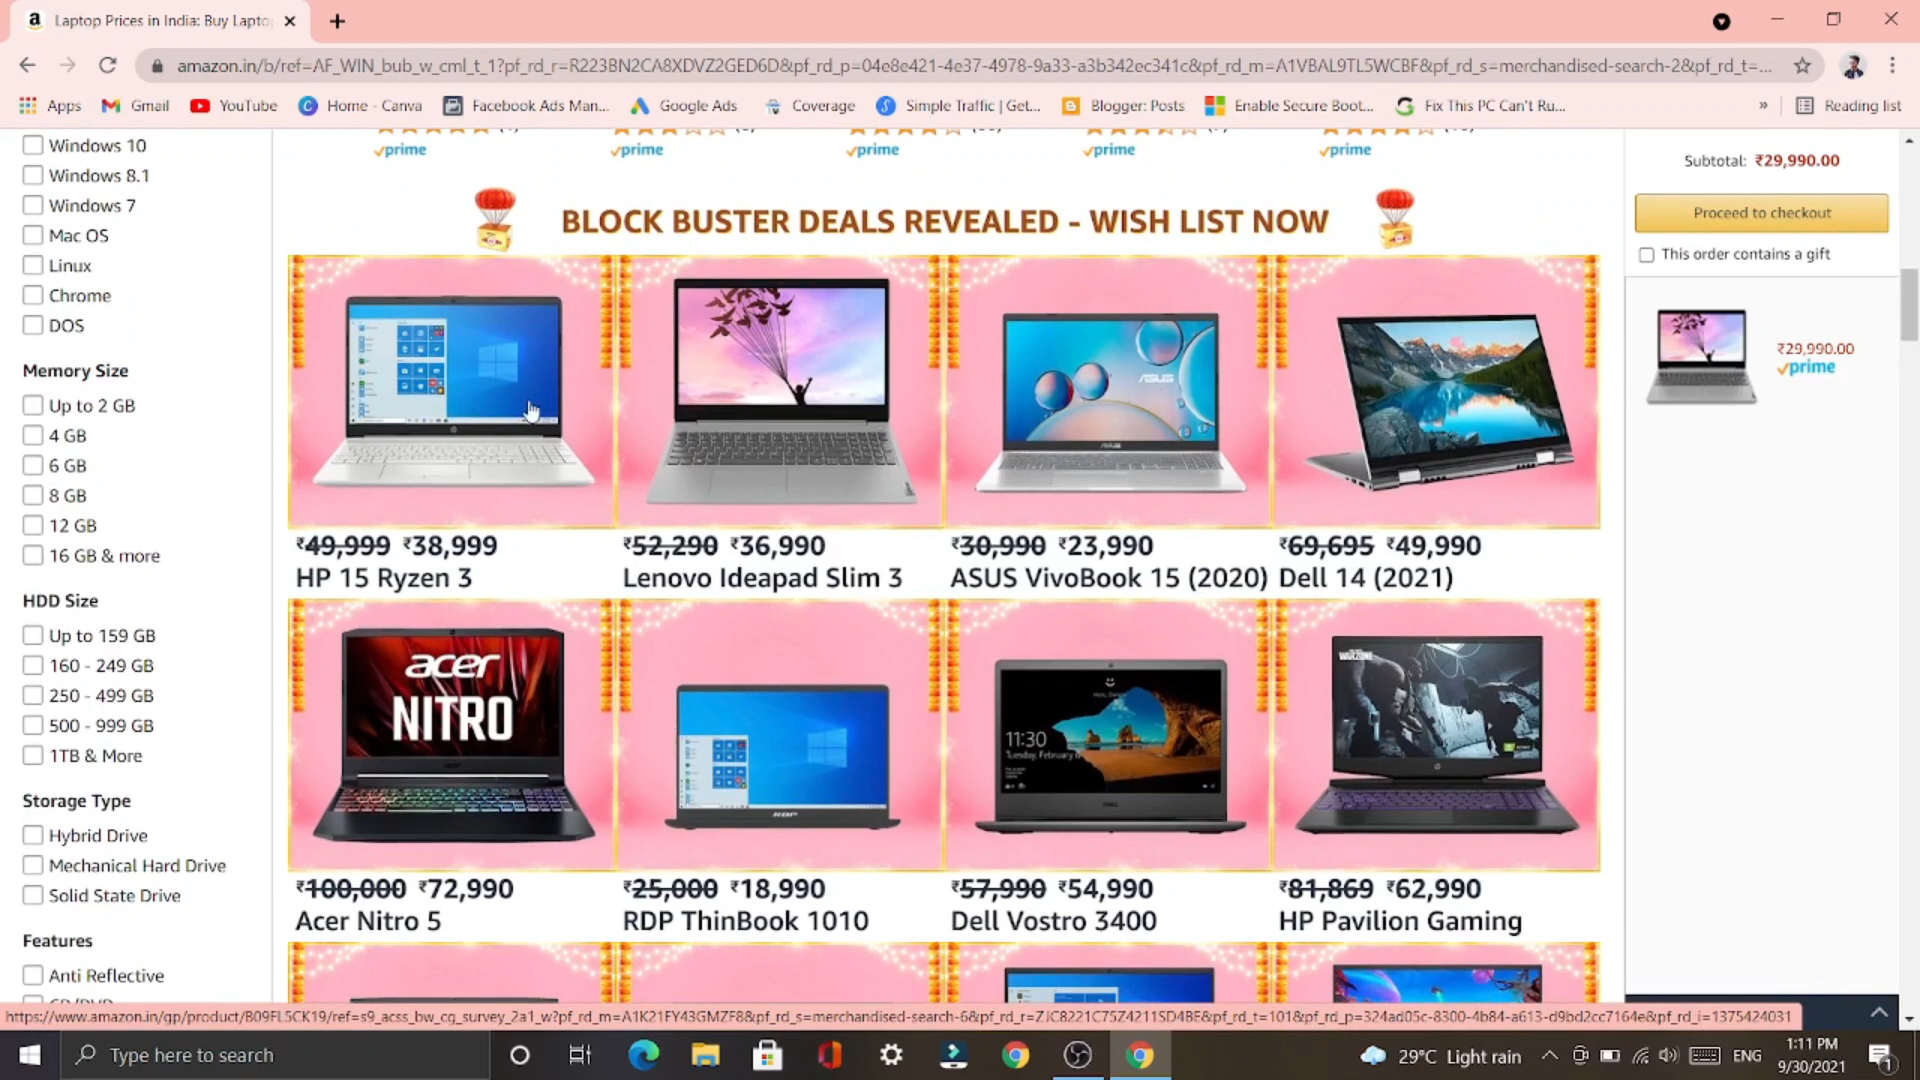 a Laptop Prices in India: Buy Lapto
amazon.in/b/ref=AF_WIN_bub_w_cml_t_1?pf_rd_r=R223BN2CA8XDVZ2GED6D&pf_rd_p=04e8e421-4e37-4978-9a33-a3b342ec341c&pf_rd_m=A1VBAL9TL5WCBF&pf_rd_s=merchandised-search-2&pf_rd_t=...
Apps Gmail YouTube Home - Canva Facebook Ads Man... Google Ads Coverage Simple Traffic | Get... Blogger: Posts Enable Secure Boot... Fix This PC Can't Ru... » Reading list
Windows 10
Windows 8.1
Windows 7
Mac OS
Linux
Chrome
DOS
Memory Size
Up to 2 GB
4 GB
6 GB
8 GB
12 GB
16 GB & more
HDD Size
Up to 159 GB
160 - 249 GB
250 - 499 GB
500 - 999 GB
1TB & More
Storage Type
Hybrid Drive
Mechanical Hard Drive
Solid State Drive
Features
Anti Reflective
prime prime prime prime prime
BLOCK BUSTER DEALS REVEALED - WISH LIST NOW
ASUS
ASUS
₹49,999 ₹38,999
HP 15 Ryzen 3
₹52,290 ₹36,990
Lenovo Ideapad Slim 3
₹30,990 ₹23,990
ASUS VivoBook 15 (2020)
₹69,695 ₹49,990
Dell 14 (2021)
acer
NITRO
RDP
11:30
DELL
WARZONE
₹100,000 ₹72,990
Acer Nitro 5
₹25,000 ₹18,990
RDP ThinBook 1010
₹57,990 ₹54,990
Dell Vostro 3400
₹81,869 ₹62,990
HP Pavilion Gaming
Subtotal: ₹29,990.00
Proceed to checkout
This order contains a gift
₹29,990.00
prime
https://www.amazon.in/gp/product/B09FL5CK19/ref=s9_acss_bw_cg_survey_2a1_w?pf_rd_m=A1K21FY43GMZF8&pf_rd_s=merchandised-search-6&pf_rd_r=ZJC8221C75Z4211SD4BE&pf_rd_t=101&pf_rd_p=324ad05c-8300-4b84-a613-d9bd2cc7164e&pf_rd_i=1375424031
Type here to search
29°C Light rain
ENG
1:11 PM
9/30/2021
1